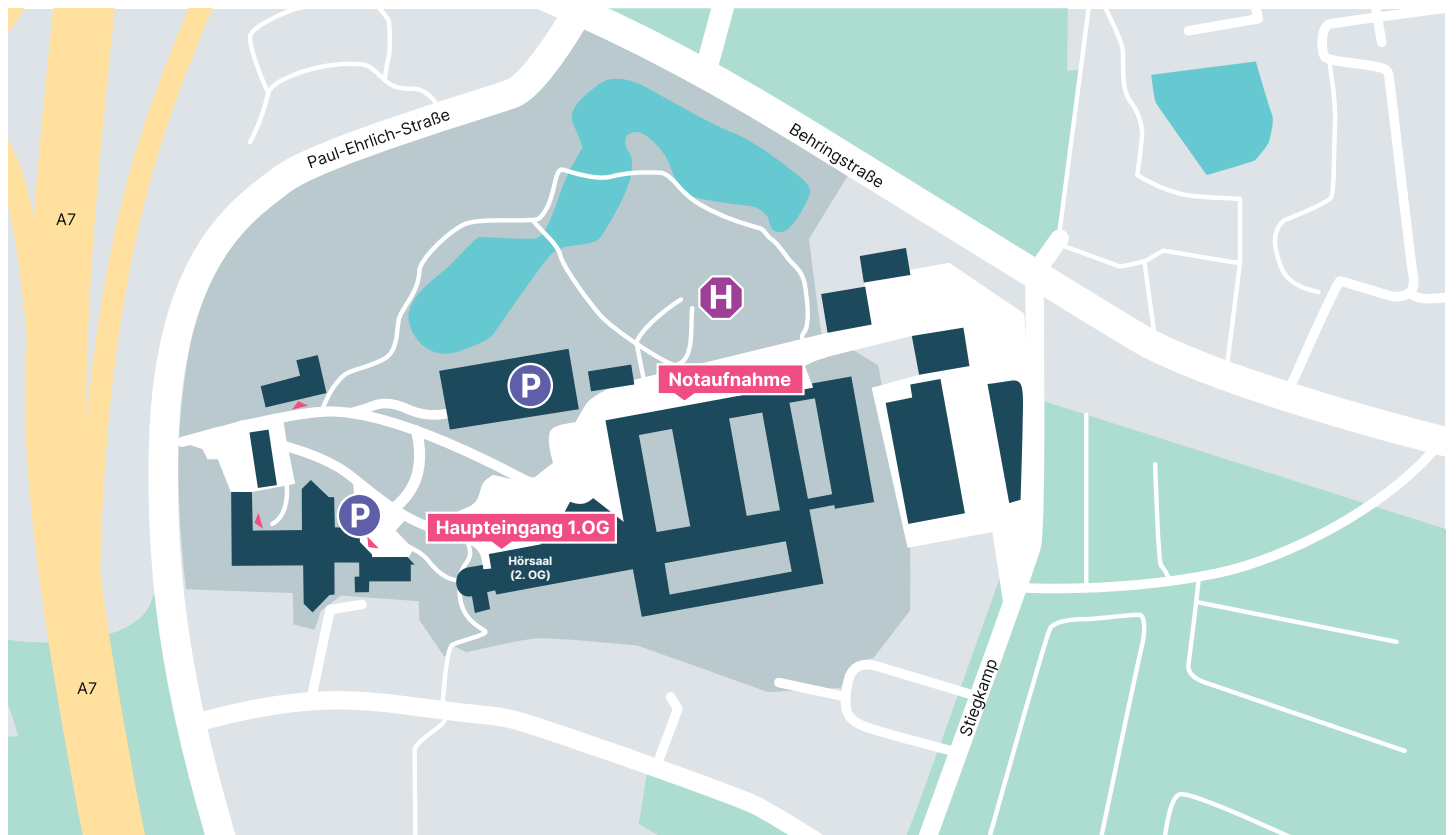 Paul-Ehrlich-Straße
Behringstraße
A7
H
Notaufnahme
P
P
Haupteingang 1.OG
Hörsaal
(2. OG)
A7
Stiegkamp